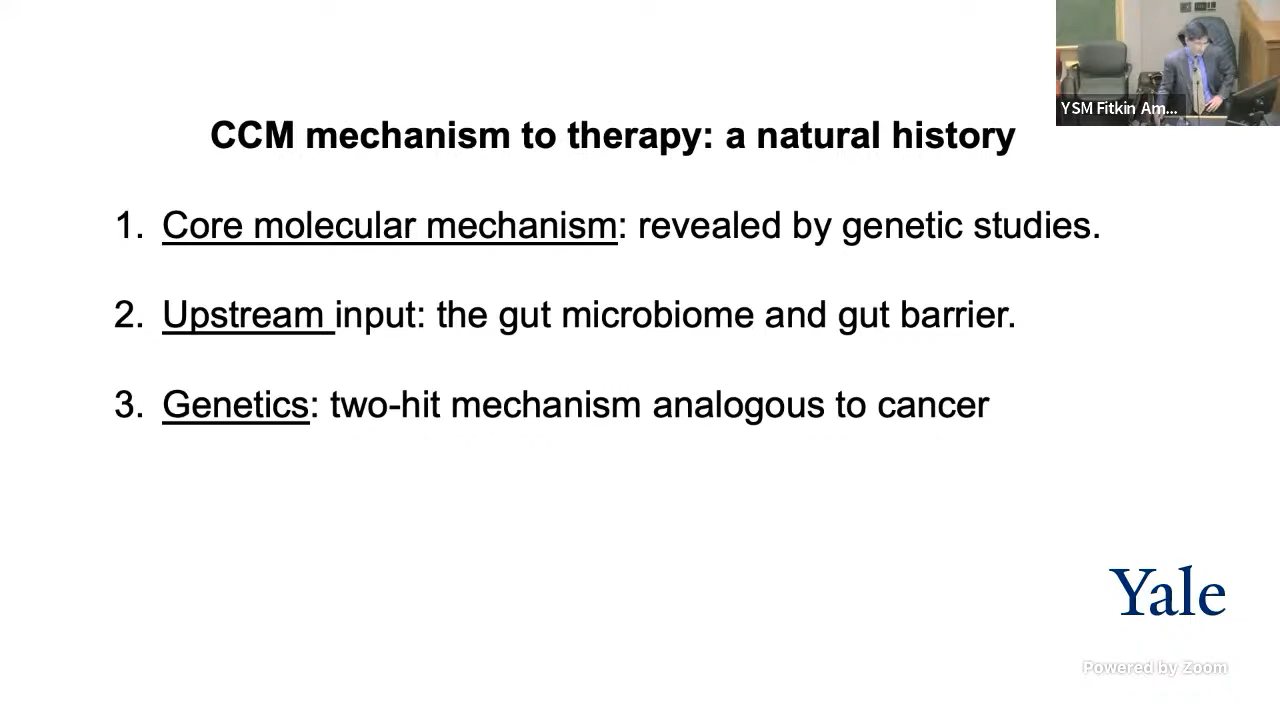 YSM Fitkin Am...
CCM mechanism to therapy: a natural history
1. Core molecular mechanism: revealed by genetic studies.
2. Upstream input: the gut microbiome and gut barrier.
3. Genetics: two-hit mechanism analogous to cancer
Yale
Powered by Zoom